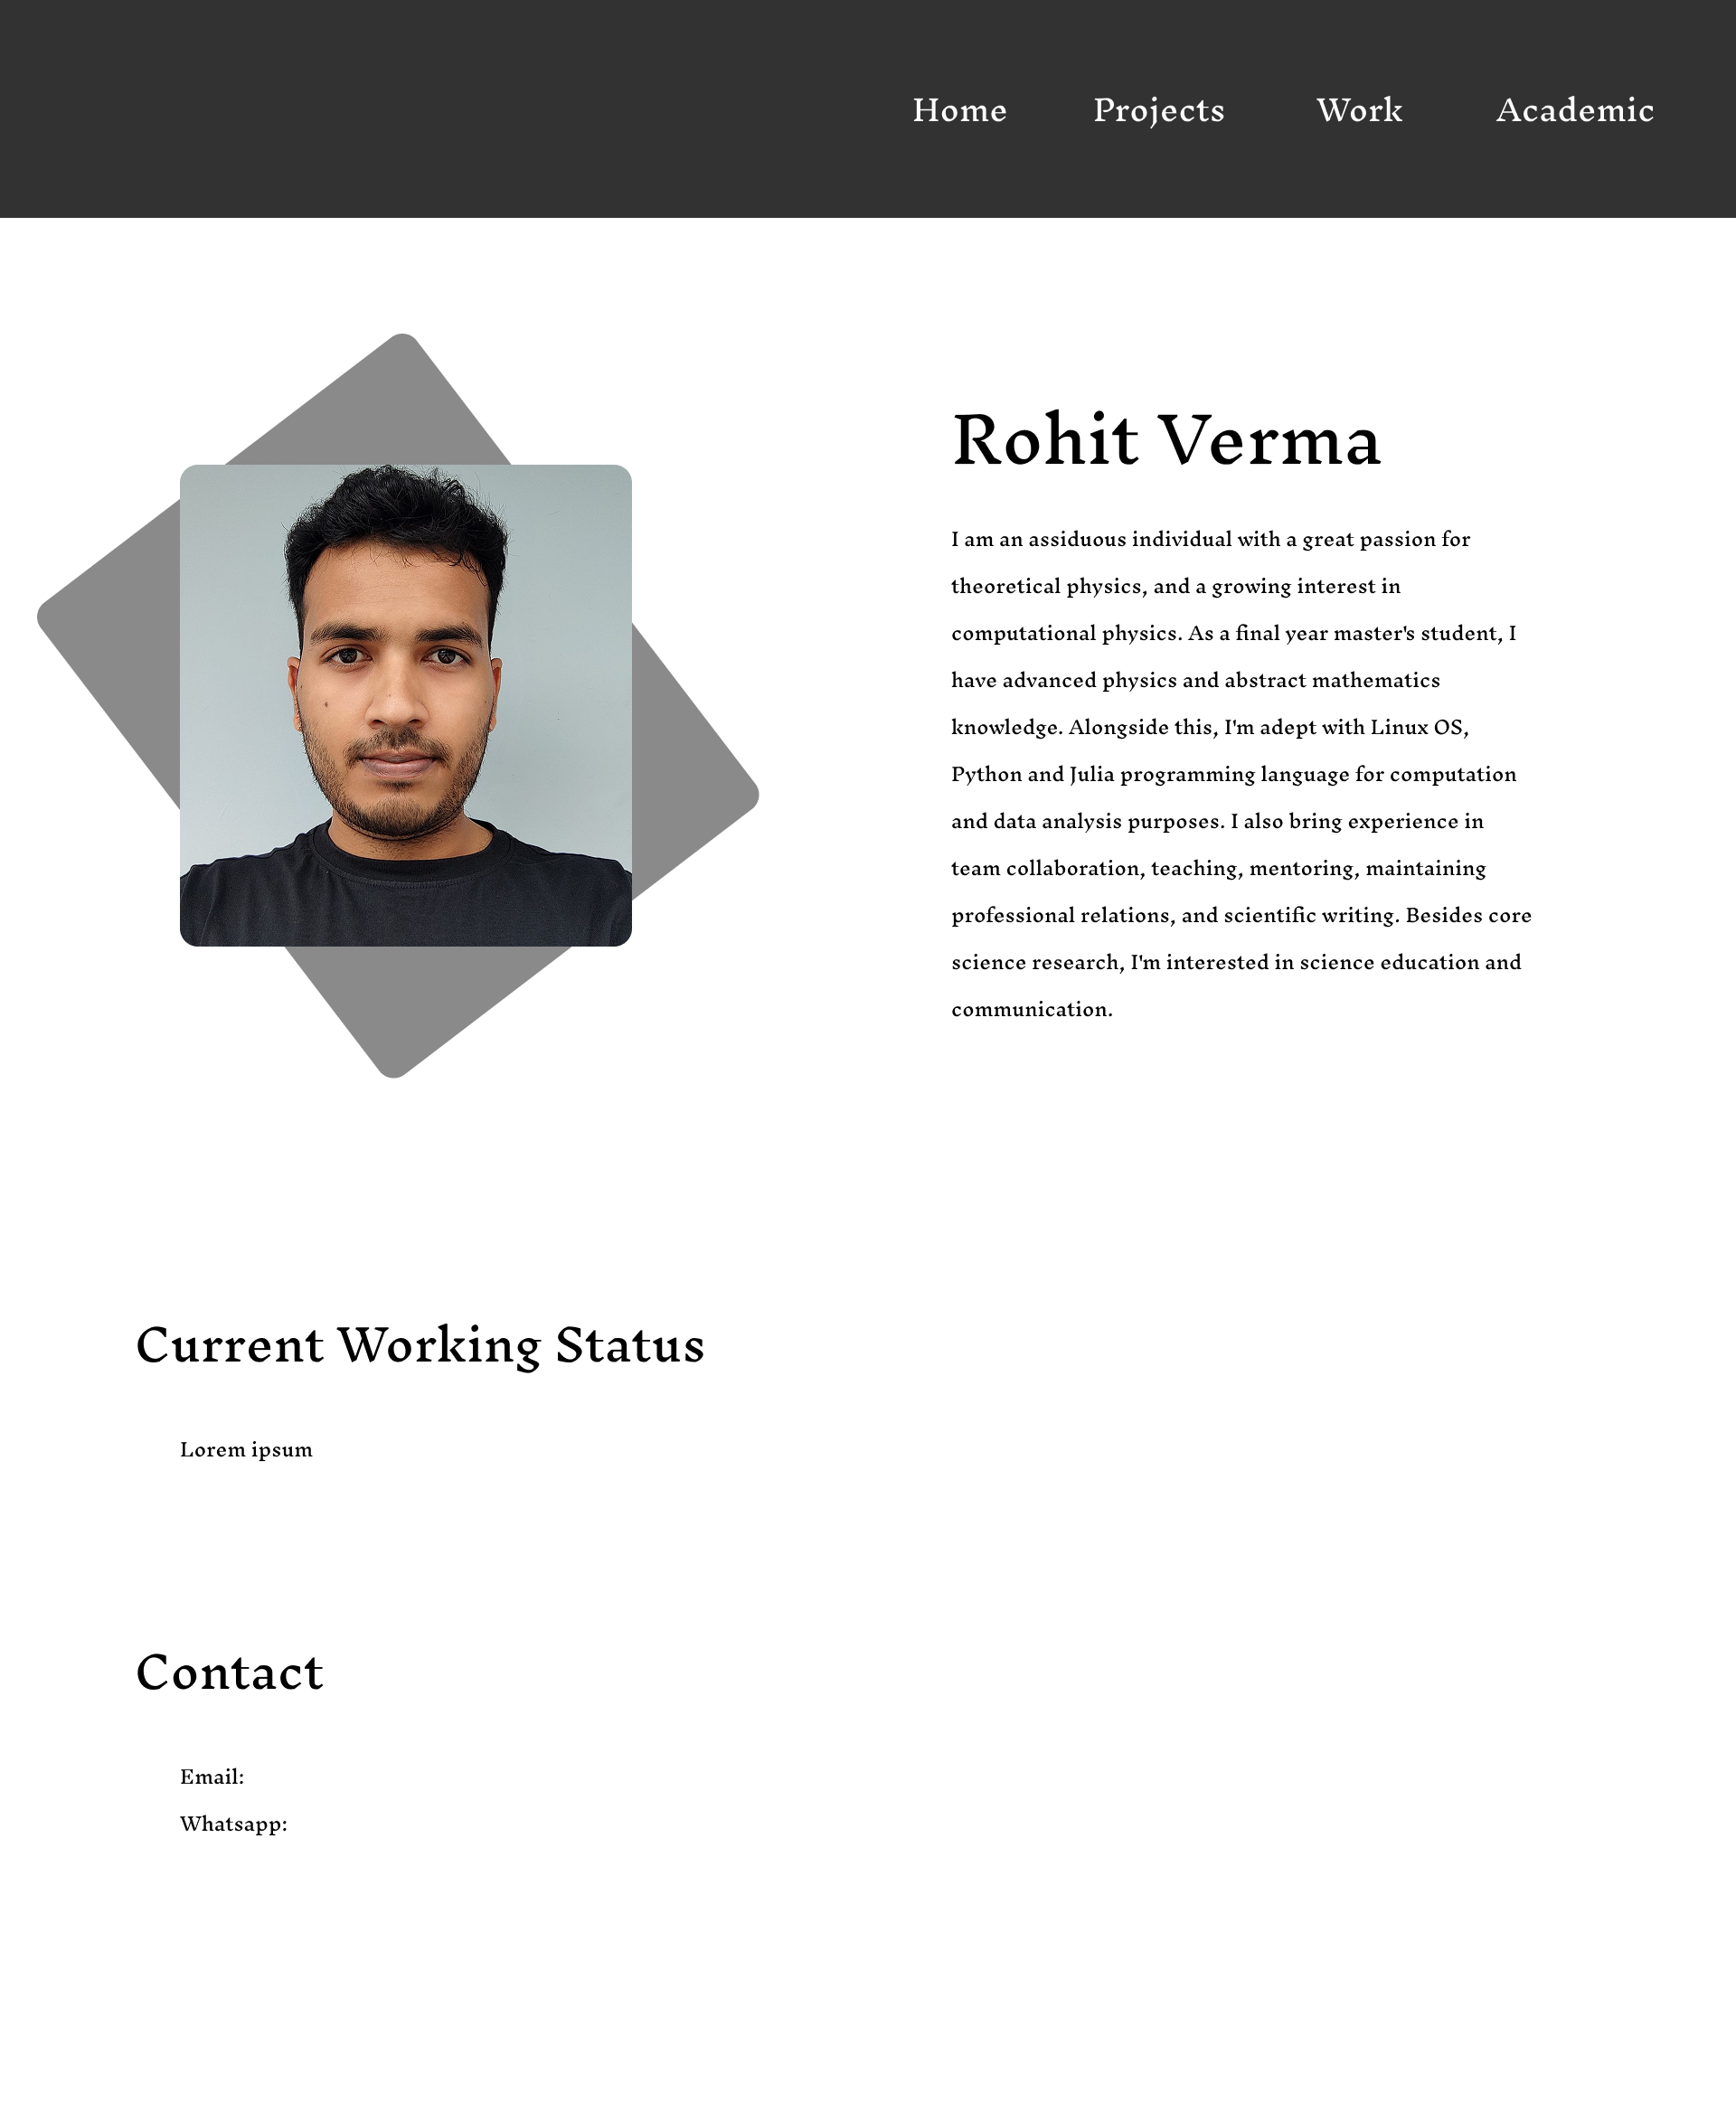 Home Projects Work Academic
Rohit Verma
I am an assiduous individual with a great passion for
theoretical physics, and a growing interest in
computational physics. As a final year master's student, I
have advanced physics and abstract mathematics
knowledge. Alongside this, I'm adept with Linux OS,
Python and Julia programming language for computation
and data analysis purposes. I also bring experience in
team collaboration, teaching, mentoring, maintaining
professional relations, and scientific writing. Besides core
science research, I'm interested in science education and
communication.
Current Working Status
Lorem ipsum
Contact
Email:
Whatsapp: